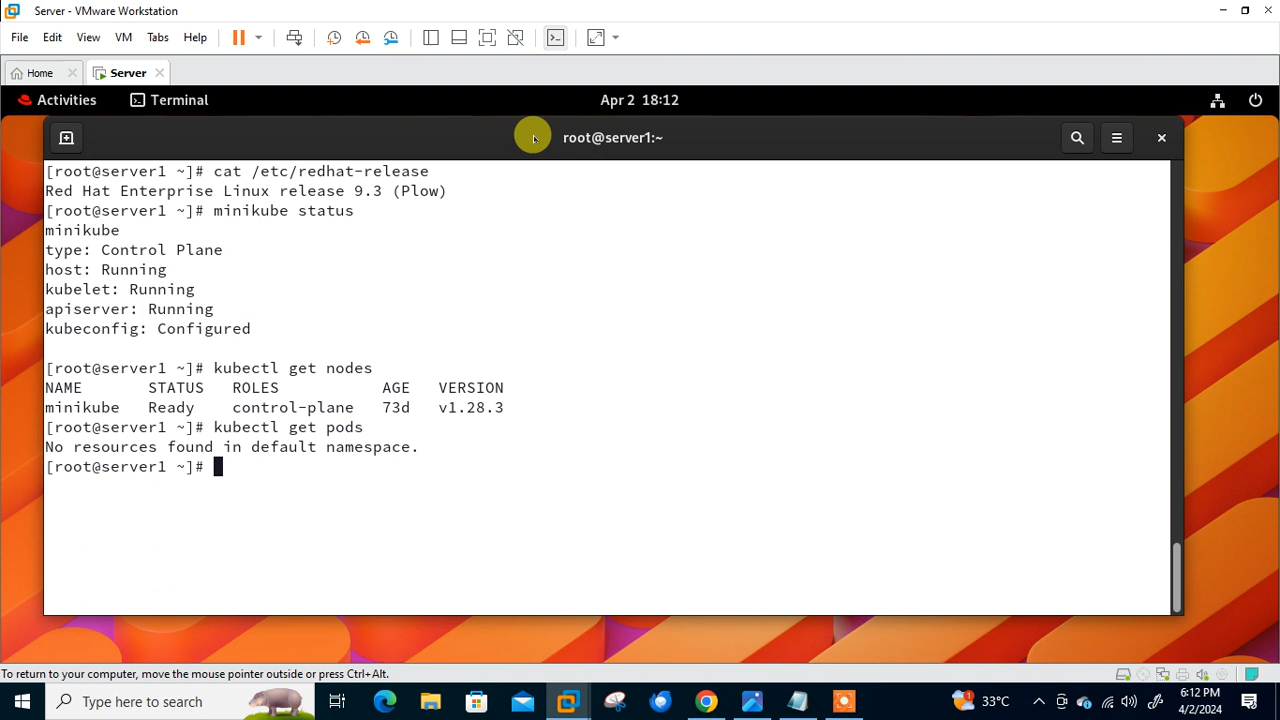 Server - VMware Workstation
File Edit View VM Tabs Help
Home Server
Activities Terminal Apr 2 18:12
root@server1:~
[root@server1 ~]# cat /etc/redhat-release
Red Hat Enterprise Linux release 9.3 (Plow)
[root@server1 ~]# minikube status
minikube
type: Control Plane
host: Running
kubelet: Running
apiserver: Running
kubeconfig: Configured
[root@server1 ~]# kubectl get nodes
NAME STATUS ROLES AGE VERSION
minikube Ready control-plane 73d v1.28.3
[root@server1 ~]# kubectl get pods
No resources found in default namespace.
[root@server1 ~]#
To return to your computer, move the mouse pointer outside or press Ctrl+Alt.
Type here to search 1 33°C 6:12 PM
4/2/2024